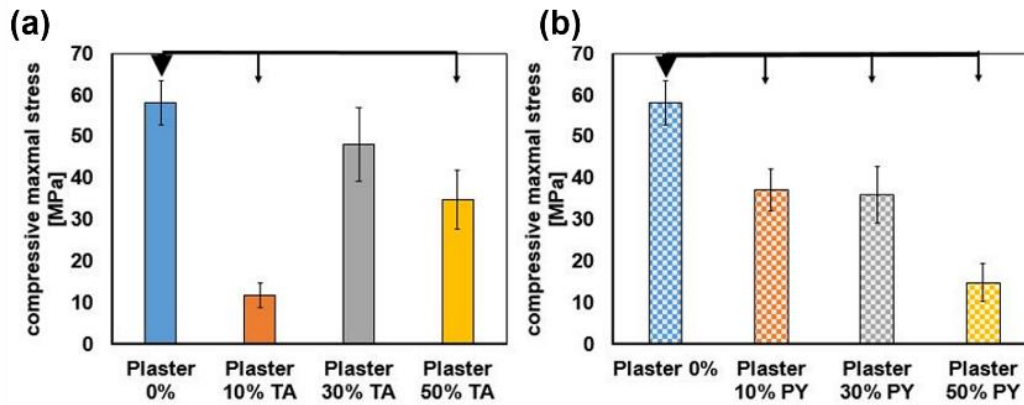 (a)
compressive maxmal stress
[MPa]
70
60
50
40
30
20
10
0
Plaster
0%
Plaster
10% TA
Plaster
30% TA
Plaster
50% TA
(b)
compressive maxmal stress
[MPa]
70
60
50
40
30
20
10
0
Plaster 0%
Plaster
10% PY
Plaster
30% PY
Plaster
50% PY